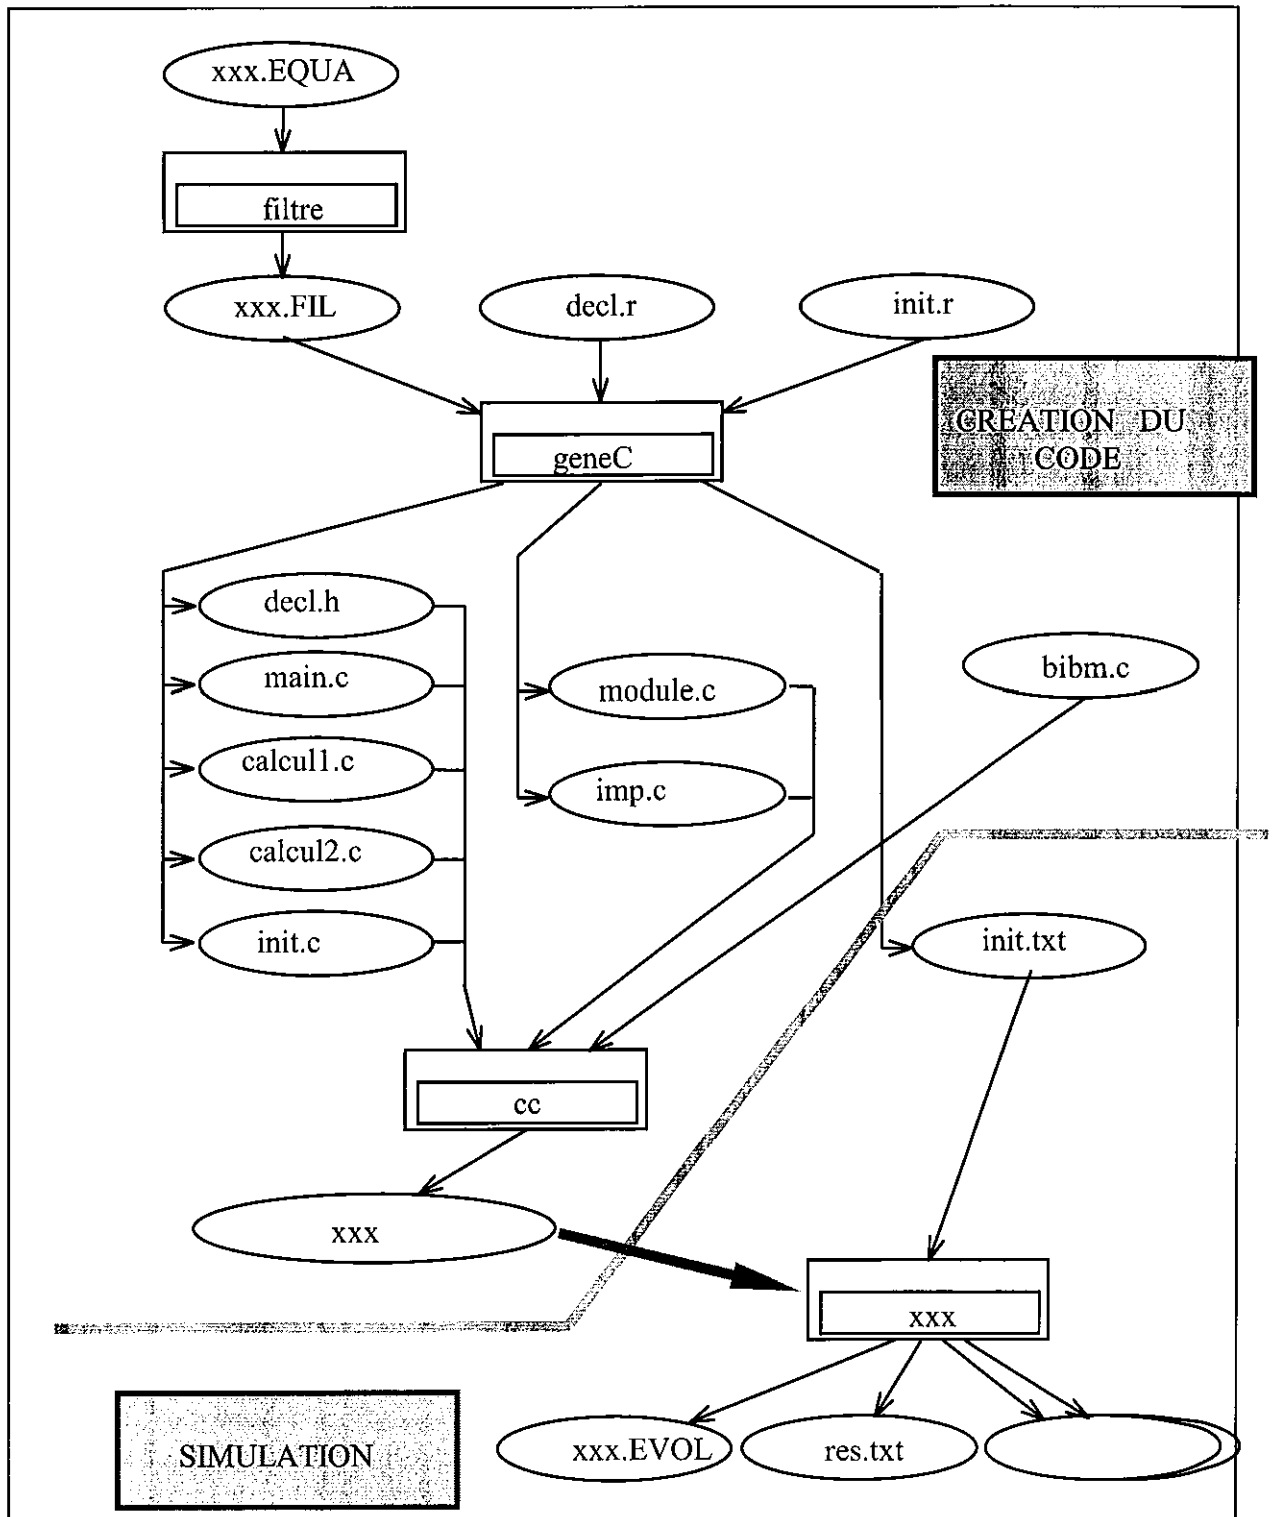 xxx.EQUA
filtre
xxx.FIL
decl.r
init.r
CREATION DU
CODE
geneC
decl.h
main.c
calcul1.c
calcul2.c
init.c
module.c
imp.c
bibm.c
init.txt
cc
xxx
xxx
SIMULATION
xxx.EVOL
res.txt